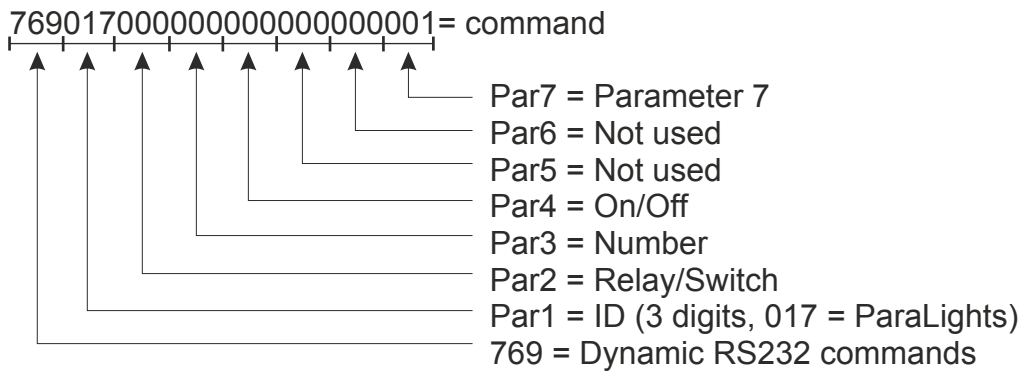 769017000000000000000001= command
Par7 = Parameter 7
Par6 = Not used
Par5 = Not used
Par4 = On/Off
Par3 = Number
Par2 = Relay/Switch
Par1 = ID (3 digits, 017 = ParaLights)
769 = Dynamic RS232 commands